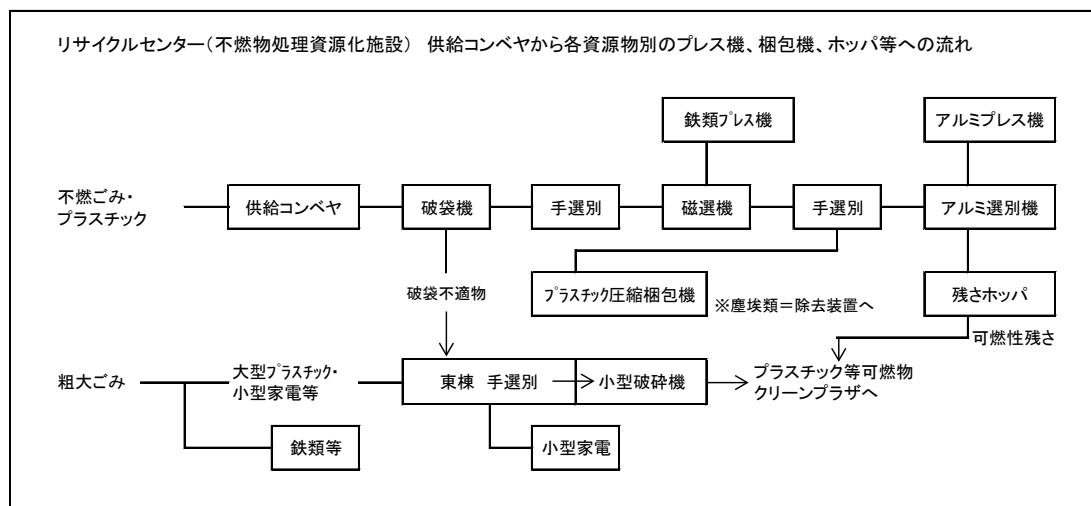 リサイクルセンター（不燃物処理資源化施設）　供給コンベヤから各資源物別のプレス機、梱包機、ホッパ等への流れ
鉄類プレス機
アルミプレス機
不燃ごみ・
プラスチック
供給コンベヤ
破袋機
手選別
磁選機
手選別
アルミ選別機
破袋不適物
プラスチック圧縮梱包機
※塵埃類＝除去装置へ
残さホッパ
可燃性残さ
粗大ごみ
大型プラスチック・
小型家電等
東棟　手選別
小型破砕機
プラスチック等可燃物
クリーンプラザへ
鉄類等
小型家電